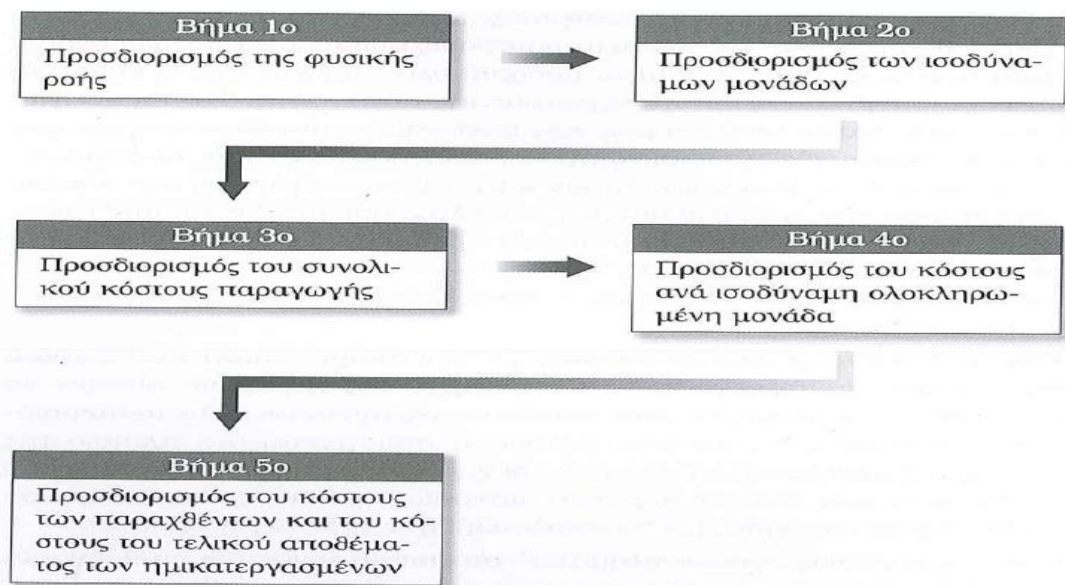 Βήμα 1ο
Προσδιορισμός της φυσικής
ροής
Βήμα 2ο
Προσδιορισμός των ισοδύνα-
μων μονάδων
Βήμα 3ο
Προσδιορισμός του συνολι-
κού κόστους παραγωγής
Βήμα 4ο
Προσδιορισμός του κόστους
ανά ισοδύναμη ολοκληρω-
μένη μονάδα
Βήμα 5ο
Προσδιορισμός του κόστους
των παραχθέντων και του κό-
στους του τελικού αποθέμα-
τος των ημικατεργασμένων